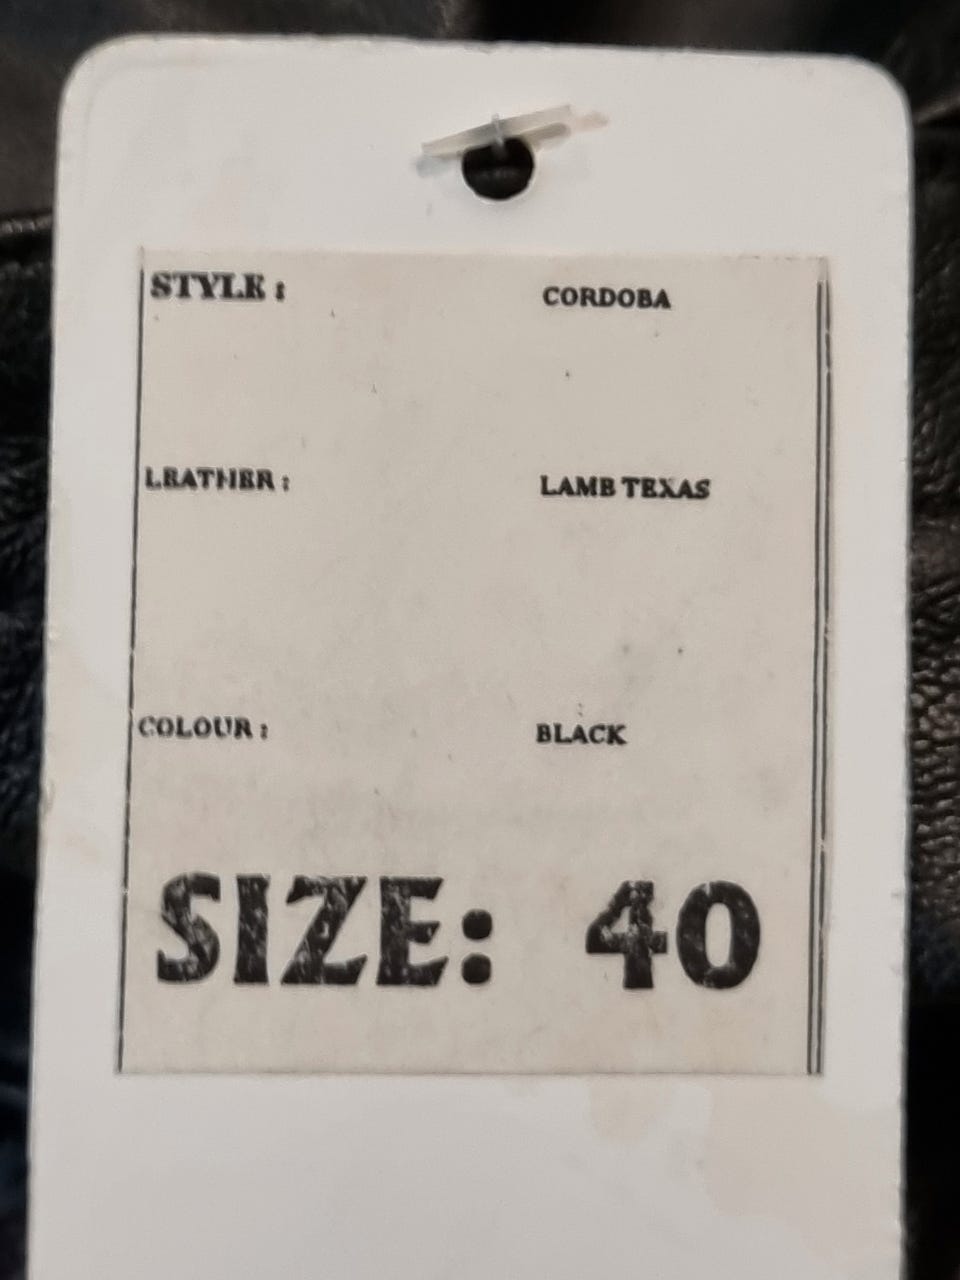 STYLE : CORDOBA
LEATHER : LAMB TEXAS
COLOUR : BLACK
SIZE: 40